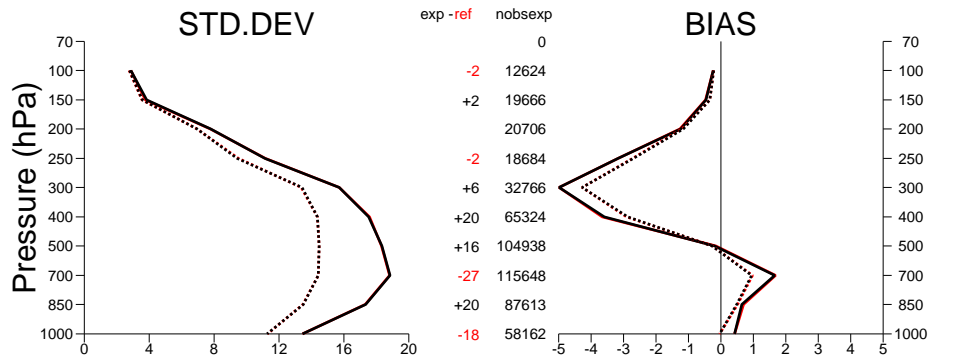 STD.DEV exp - ref nobsexp BIAS
70 0 70
100 -2 12624 100
150 +2 19666 150
200 20706 200
250 -2 18684 250
300 +6 32766 300
400 +20 65324 400
500 +16 104938 500
700 -27 115648 700
850 +20 87613 850
1000 -18 58162 1000
0 4 8 12 16 20 -5 -4 -3 -2 -1 0 1 2 3 4 5
Pressure (hPa)